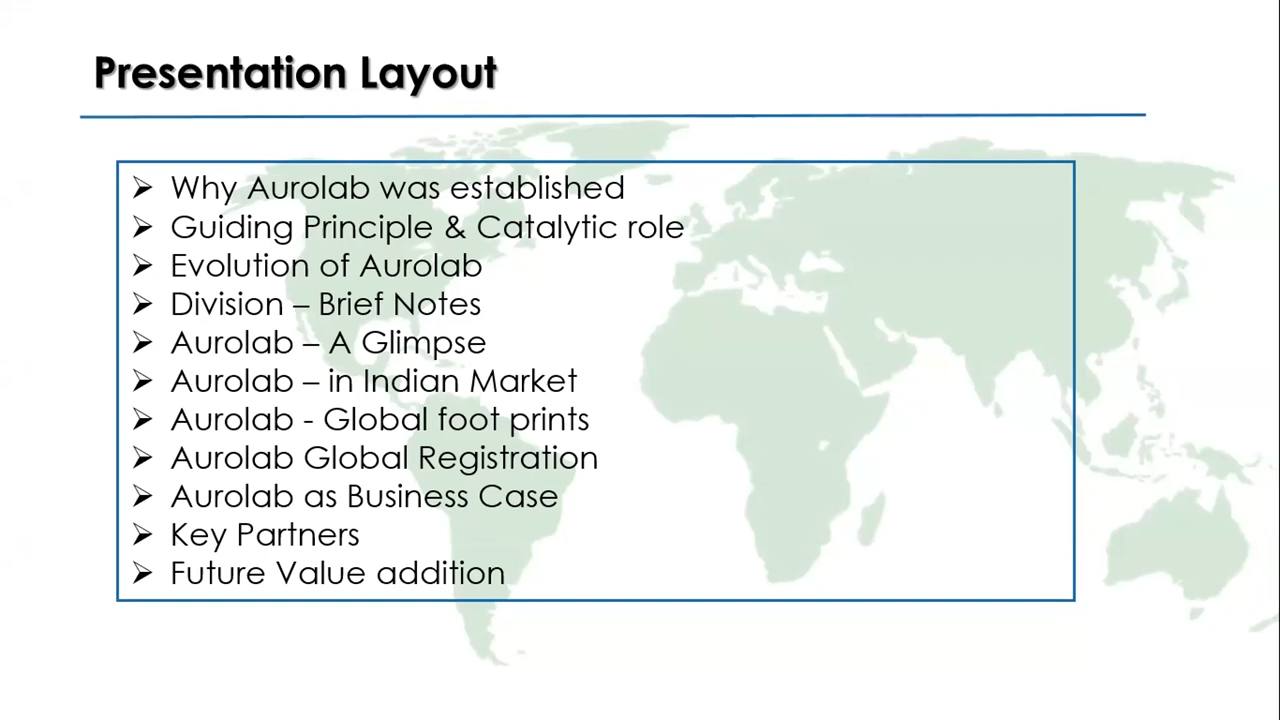 Presentation Layout
➢ Why Aurolab was established
➢ Guiding Principle & Catalytic role
➢ Evolution of Aurolab
➢ Division – Brief Notes
➢ Aurolab – A Glimpse
➢ Aurolab – in Indian Market
➢ Aurolab - Global foot prints
➢ Aurolab Global Registration
➢ Aurolab as Business Case
➢ Key Partners
➢ Future Value addition